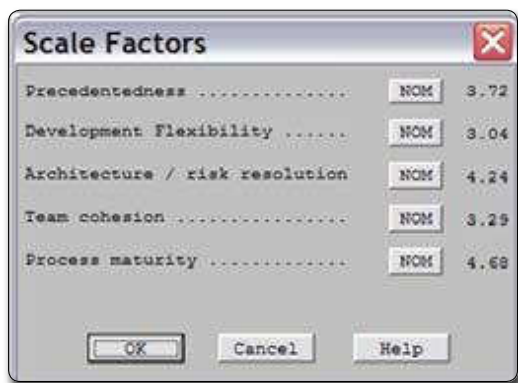 Scale Factors
Precedentedness .............. NOM 3.72
Development Flexibility ...... NOM 3.04
Architecture / risk resolution NOM 4.24
Team cohesion ................ NOM 3.29
Process maturity ............. NOM 4.68
OK Cancel Help